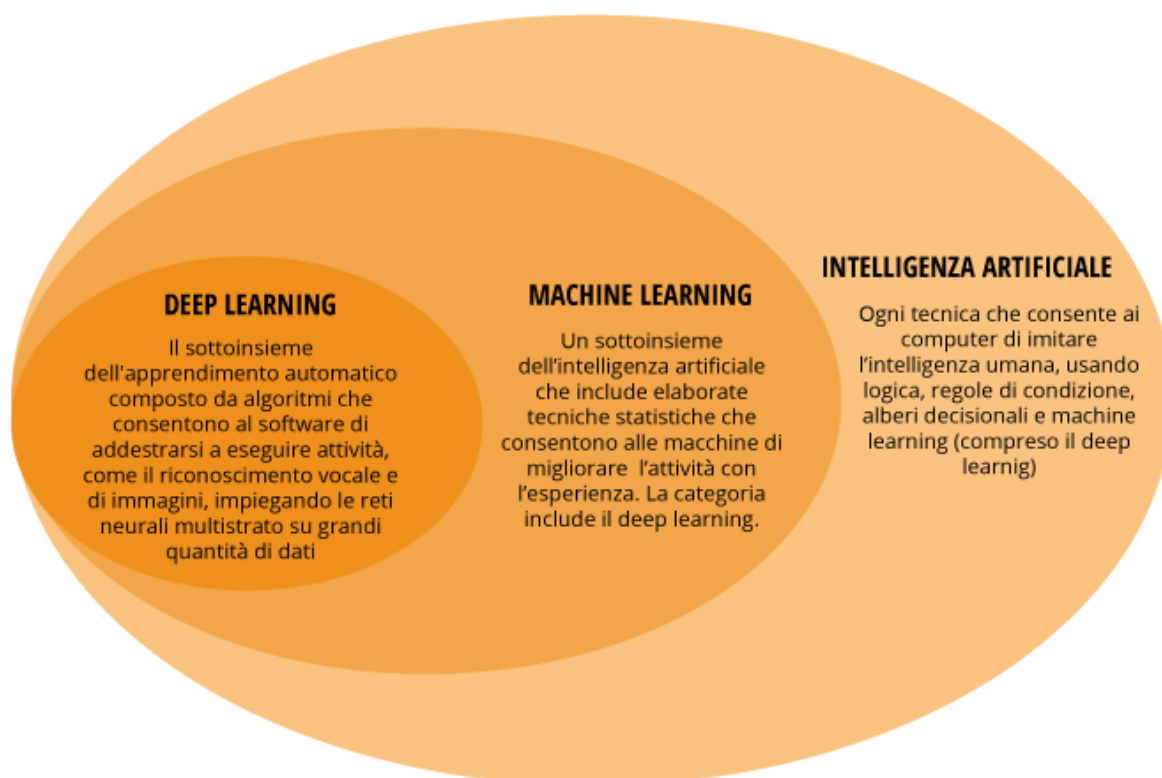 DEEP LEARNING
Il sottoinsieme
dell'apprendimento automatico
composto da algoritmi che
consentono al software di
addestrarsi a eseguire attività,
come il riconoscimento vocale e
di immagini, impiegando le reti
neurali multistrato su grandi
quantità di dati
MACHINE LEARNING
Un sottoinsieme
dell'intelligenza artificiale
che include elaborate
tecniche statistiche che
consentono alle macchine di
migliorare l'attività con
l'esperienza. La categoria
include il deep learning.
INTELLIGENZA ARTIFICIALE
Ogni tecnica che consente ai
computer di imitare
l'intelligenza umana, usando
logica, regole di condizione,
alberi decisionali e machine
learning (compreso il deep
learnig)